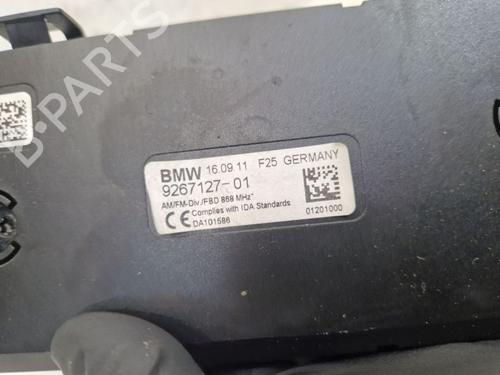 BMW 16.09.11 F25 GERMANY
9267127-01
AM/FM-Div./FBD 868 MHz"
CE Complies with IDA Standards
DA101586
01201000
B-PARTS